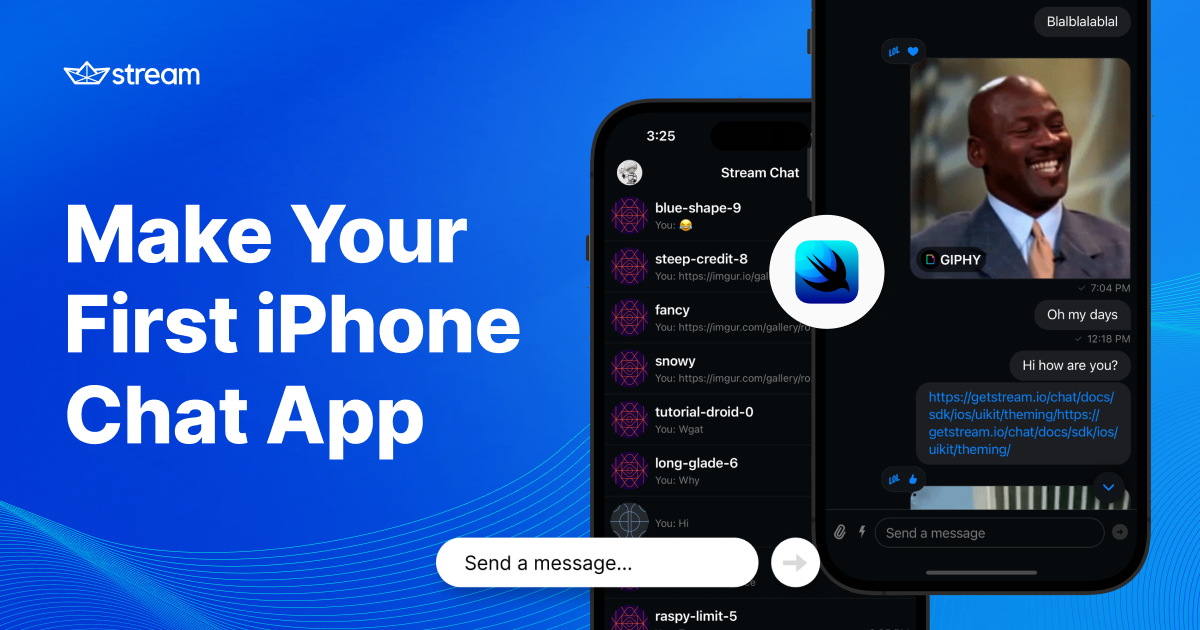 stream
Make Your
First iPhone
Chat App
3:25
Stream Chat
blue-shape-9
You: 😂
steep-credit-8
You: https://imgur.io/gal
fancy
You: https://imgur.com/gallery/ro
snowy
You: https://imgur.com/gallery/ro
tutorial-droid-0
You: Wgat
long-glade-6
You: Why
You: Hi
raspy-limit-5
Send a message...
Blalblalablal
LOL
GIPHY
7:04 PM
Oh my days
12:18 PM
Hi how are you?
https://getstream.io/chat/docs/
sdk/ios/uikit/theming/https://
getstream.io/chat/docs/sdk/ios/
uikit/theming/
LOL
Send a message